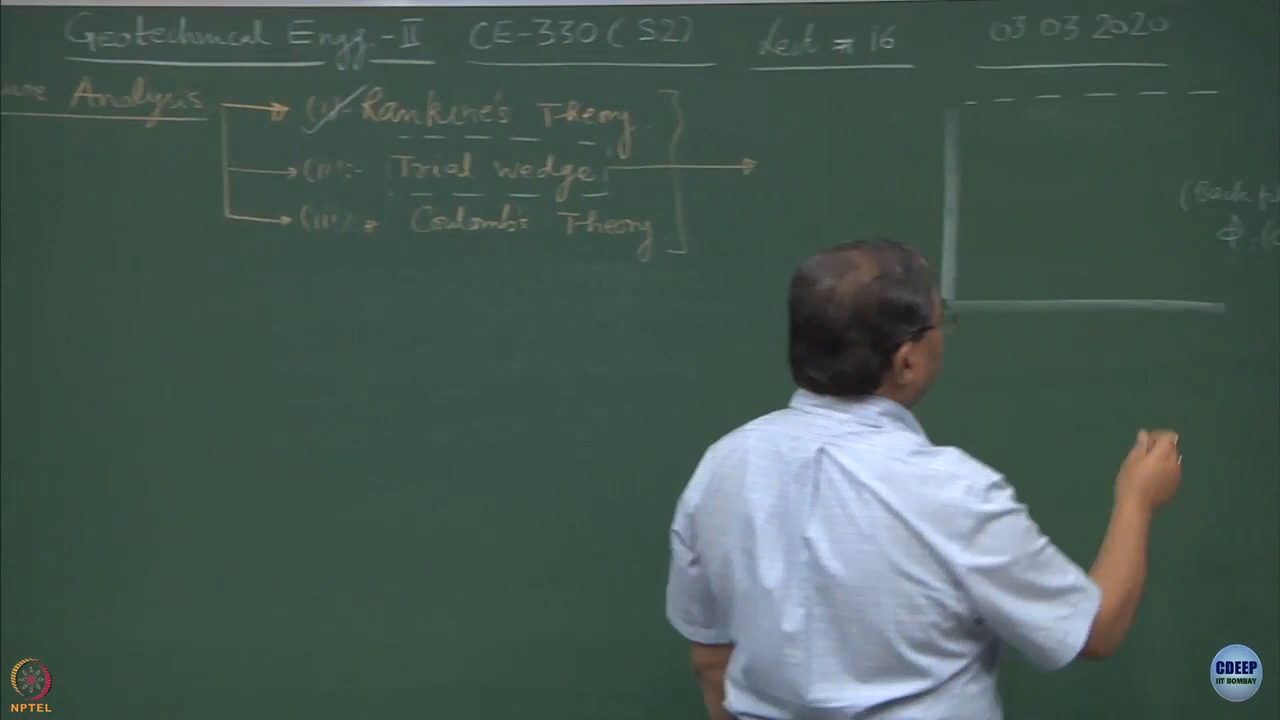 Geotechnical Engg.-II CE-330 (S2) Lect # 16 03 03 2020
Analysis
(i)- Rankine's Theory
(ii):- Trial wedge
(iii) Coulomb's Theory
(Back
φ
NPTEL
CDEEP
IIT BOMBAY